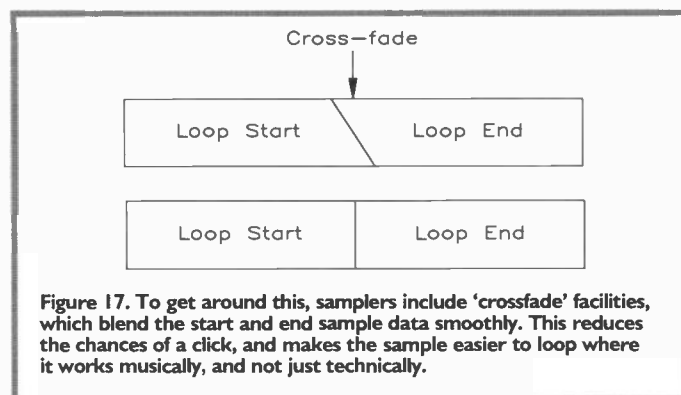 Cross-fade
Loop Start Loop End
Loop Start Loop End
Figure 17. To get around this, samplers include ‘crossfade’ facilities,
which blend the start and end sample data smoothly. This reduces
the chances of a click, and makes the sample easier to loop where
it works musically, and not just technically.